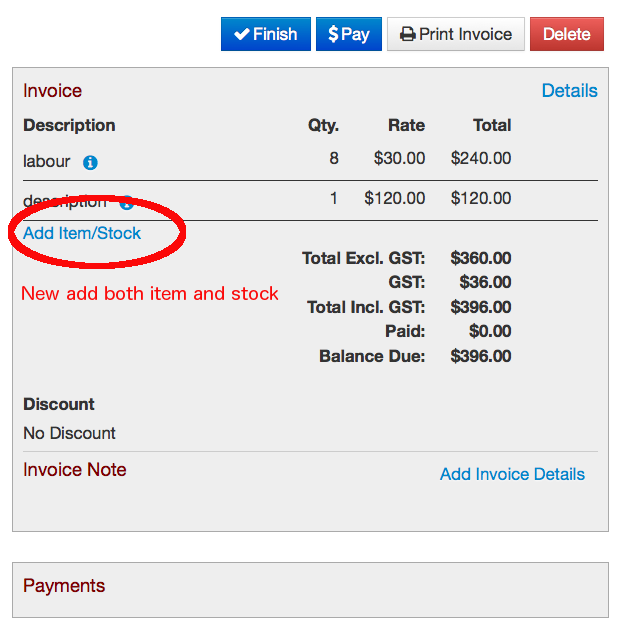 Finish $ Pay Print Invoice Delete
Invoice Details
Description Qty. Rate Total
labour 8 $30.00 $240.00
description 1 $120.00 $120.00
Add Item/Stock
Total Excl. GST: $360.00
GST: $36.00
New add both item and stock
Total Incl. GST: $396.00
Paid: $0.00
Balance Due: $396.00
Discount
No Discount
Invoice Note Add Invoice Details
Payments